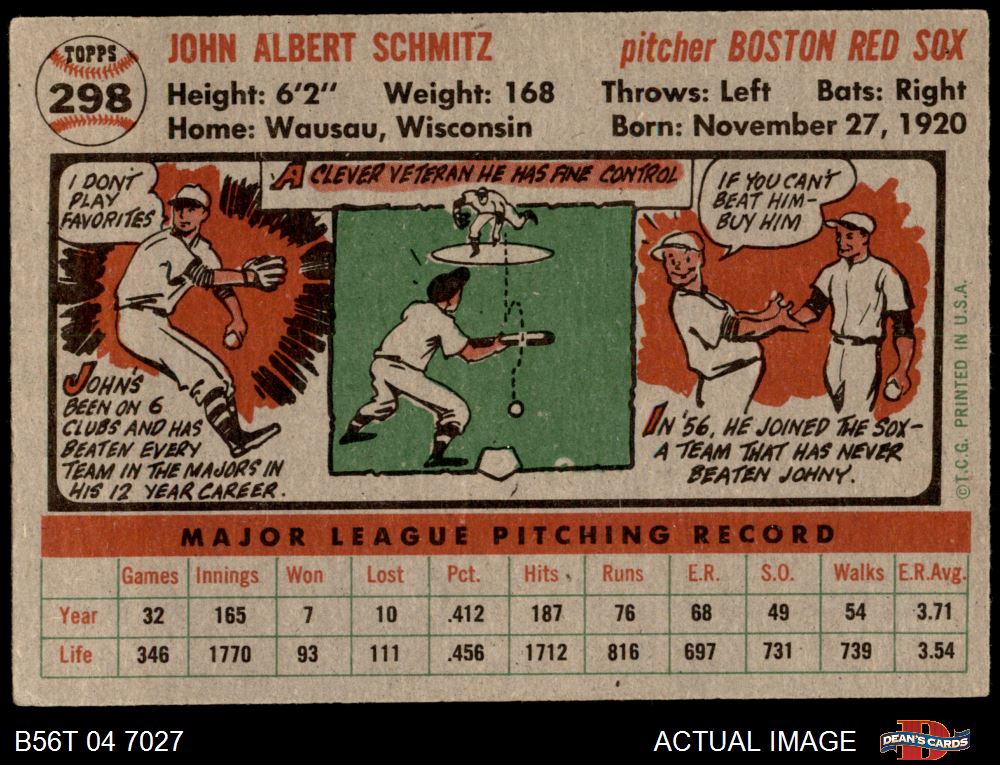 TOPPS
298
JOHN ALBERT SCHMITZ
pitcher BOSTON RED SOX
Height: 6'2" Weight: 168 Throws: Left Bats: Right
Home: Wausau, Wisconsin Born: November 27, 1920
I DON'T
PLAY
FAVORITES
JOHN'S
BEEN ON 6
CLUBS AND HAS
BEATEN EVERY
TEAM IN THE MAJORS IN
HIS 12 YEAR CAREER.
A CLEVER VETERAN HE HAS FINE CONTROL
IF YOU CAN'T
BEAT HIM-
BUY HIM
IN '56, HE JOINED THE SOX-
A TEAM THAT HAS NEVER
BEATEN JOHNY.
©T.C.G. PRINTED IN U.S.A.
MAJOR LEAGUE PITCHING RECORD
Games Innings Won Lost Pct. Hits Runs E.R. S.O. Walks E.R.Avg.
Year 32 165 7 10 .412 187 76 68 49 54 3.71
Life 346 1770 93 111 .456 1712 816 697 731 739 3.54
B56T 04 7027
ACTUAL IMAGE
DEAN'S CARDS